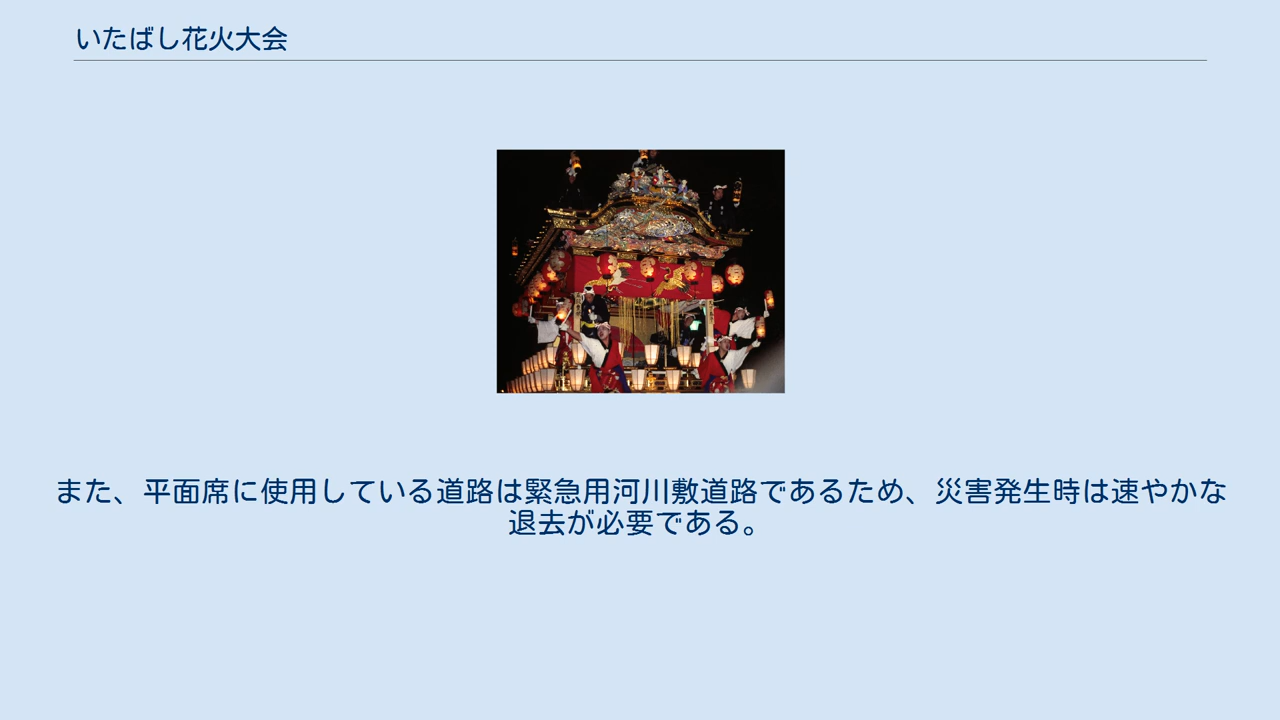 いたばし花火大会
また、平面席に使用している道路は緊急用河川敷道路であるため、災害発生時は速やかな
退去が必要である。